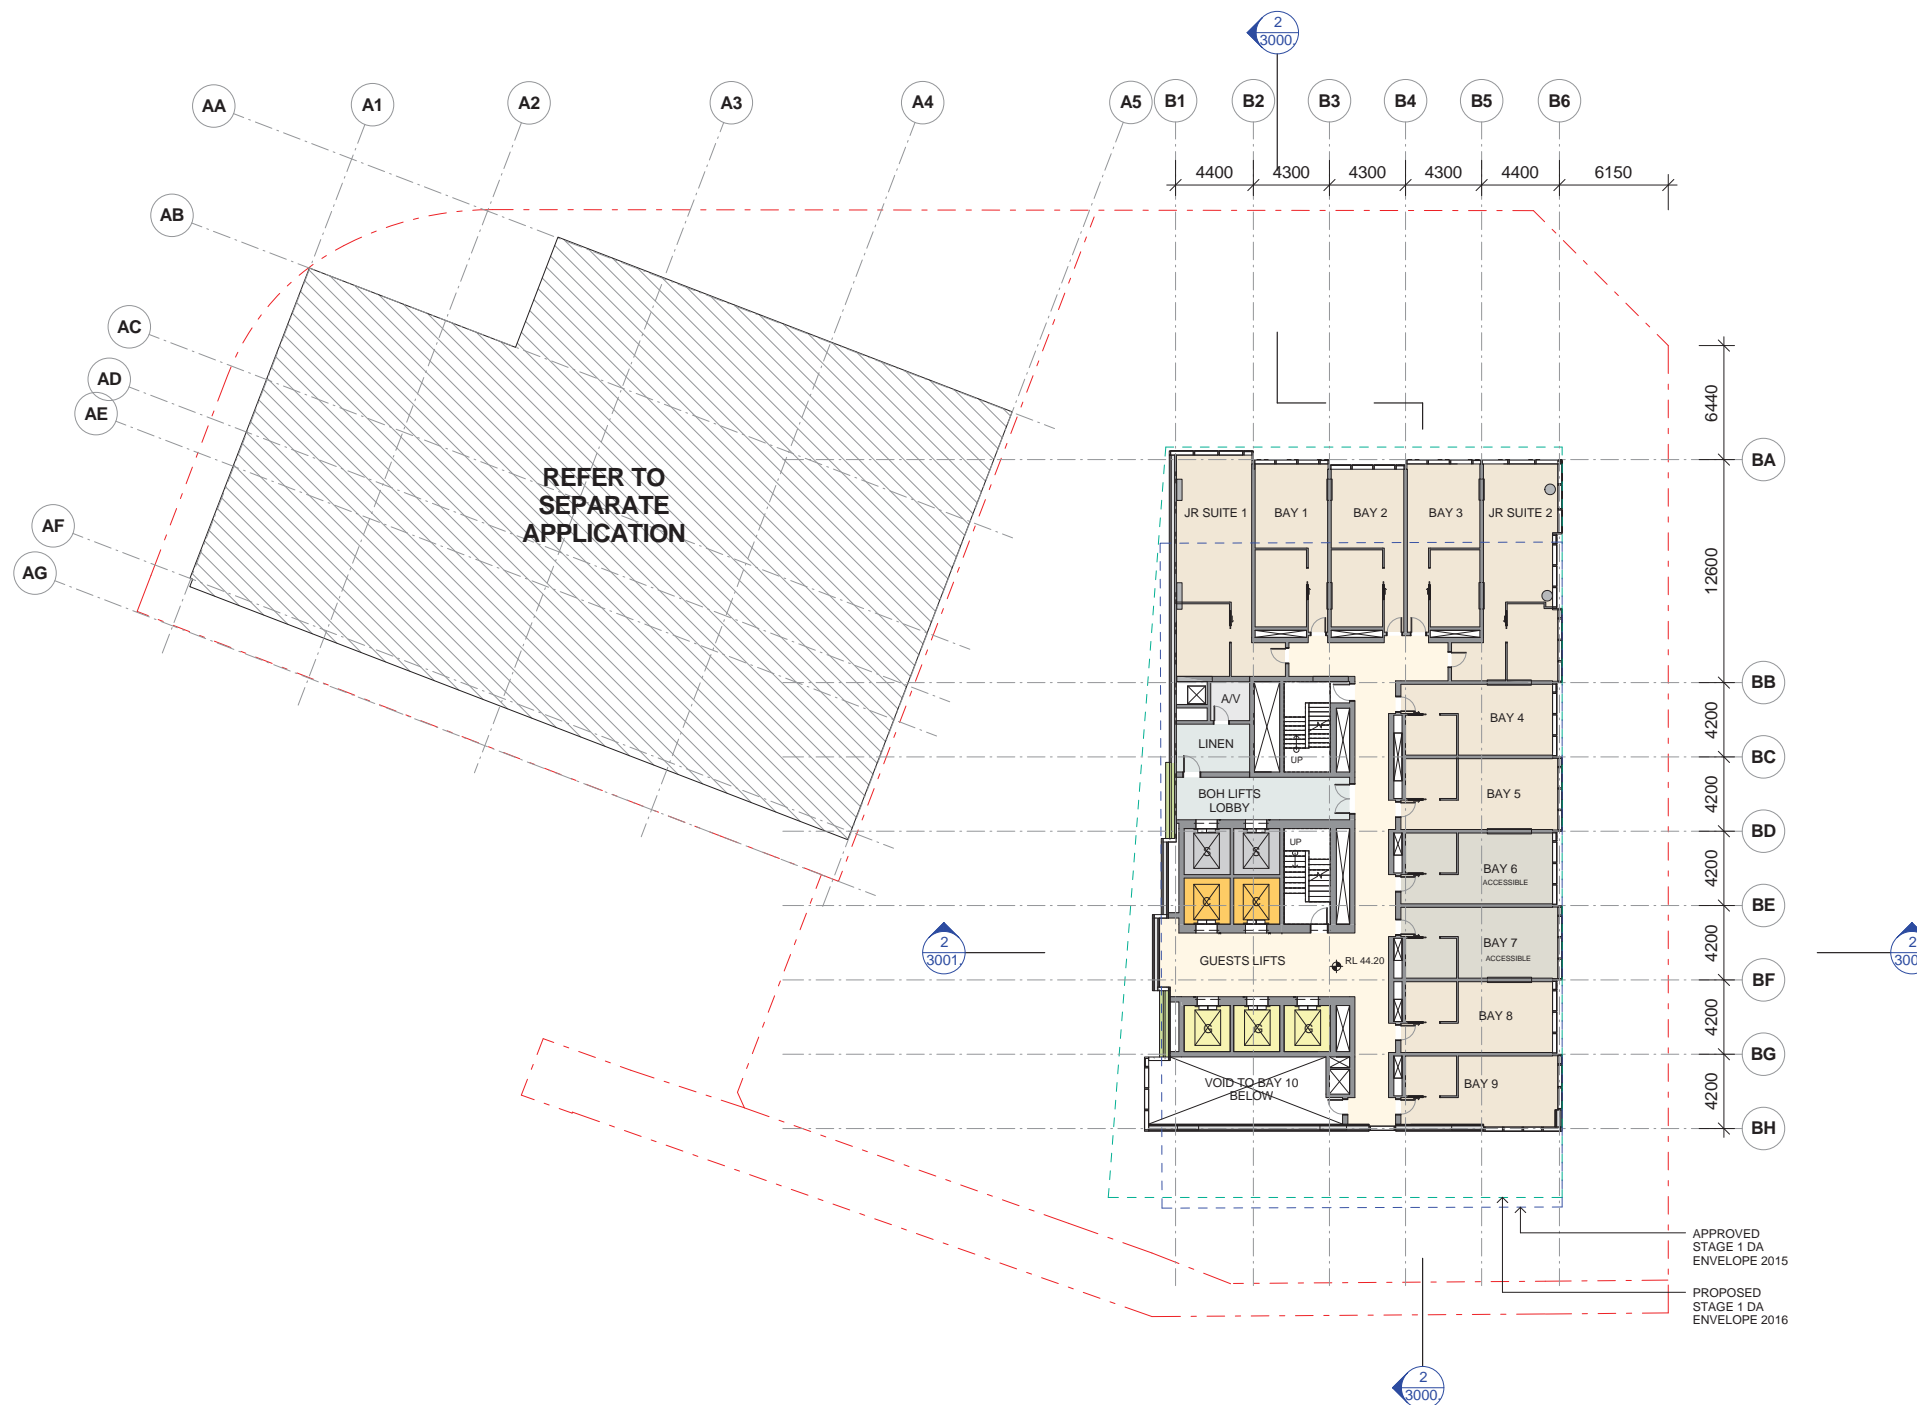 2
3000.
AA
A1
A2
A3
A4
A5
B1
B2
B3
B4
B5
B6
4400
4300
4300
4300
4400
6150
AB
AC
AD
AE
AF
AG
REFER TO
SEPARATE
APPLICATION
6440
12600
4200
4200
4200
4200
4200
4200
BA
BB
BC
BD
BE
BF
BG
BH
JR SUITE 1
BAY 1
BAY 2
BAY 3
JR SUITE 2
A/V
LINEN
UP
BAY 4
BAY 5
BOH LIFTS
LOBBY
S
S
UP
C
C
BAY 6
ACCESSIBLE
BAY 7
ACCESSIBLE
GUESTS LIFTS
RL 44.20
G
G
G
BAY 8
VOID TO BAY 10
BELOW
BAY 9
2
3001.
2
300
APPROVED
STAGE 1 DA
ENVELOPE 2015
PROPOSED
STAGE 1 DA
ENVELOPE 2016
2
3000.